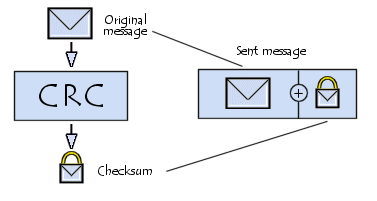 Original
message
Sent message
CRC
+
Checksum